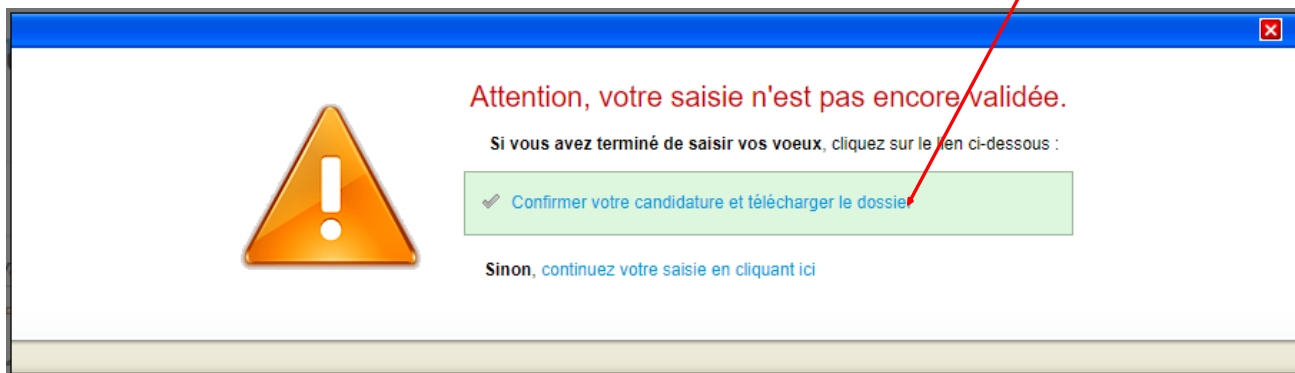 Attention, votre saisie n'est pas encore validée.
Si vous avez terminé de saisir vos voeux, cliquez sur le lien ci-dessous :
Confirmer votre candidature et télécharger le dossier
Sinon, continuez votre saisie en cliquant ici